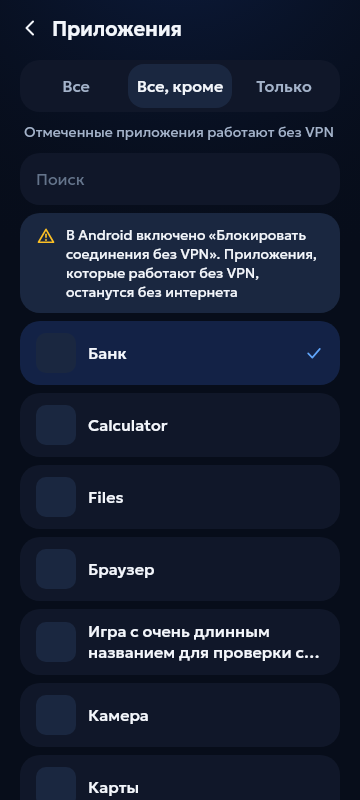 Приложения
Все
Все, кроме
Только
Отмеченные приложения работают без VPN
Поиск
В Android включено «Блокировать
соединения без VPN». Приложения,
которые работают без VPN,
останутся без интернета
Банк
Calculator
Files
Браузер
Игра с очень длинным
названием для проверки с...
Камера
Карты